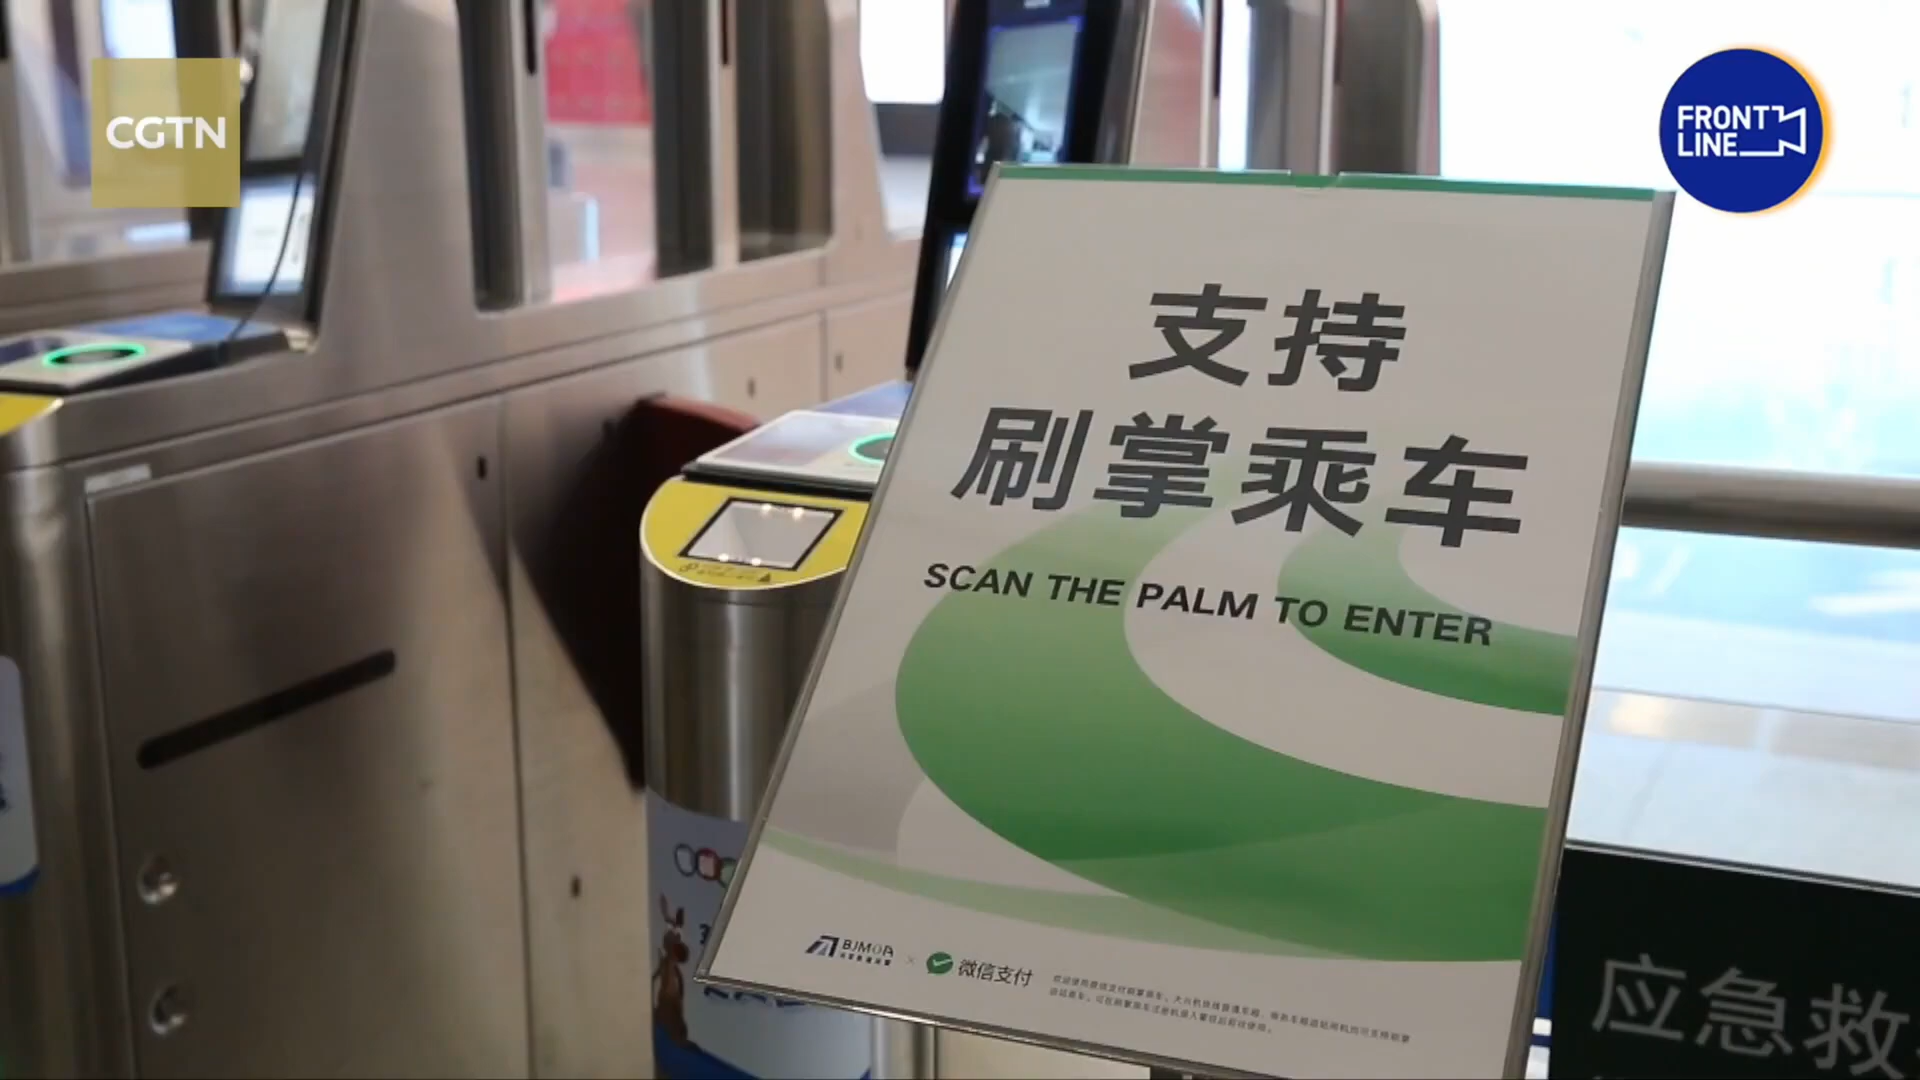 CGTN
FRONT
LINE
支持
刷掌乘车
SCAN THE PALM TO ENTER
BJMOA
微信支付
应急救